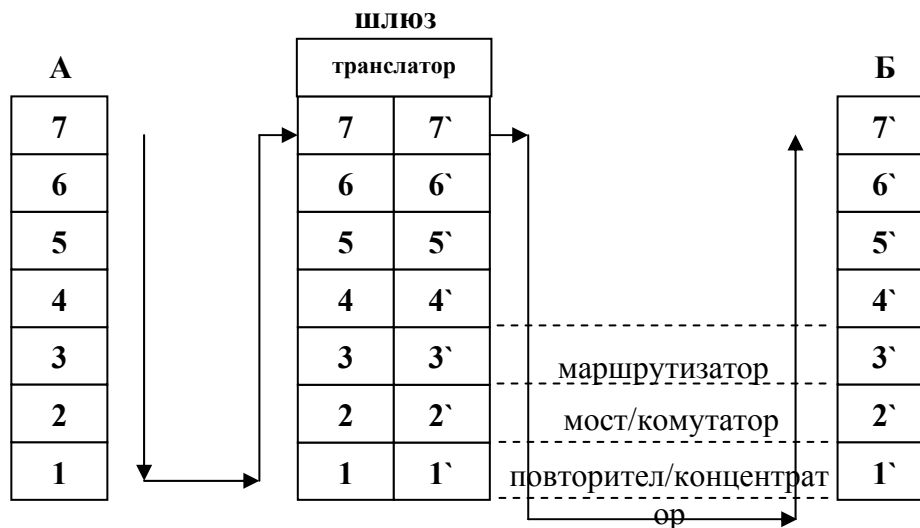 шлюз
А транслатор Б
7 7 7` 7`
6 6 6` 6`
5 5 5` 5`
4 4 4` 4`
3 3 3` маршрутизатор 3`
2 2 2` мост/комутатор 2`
1 1 1` повторител/концентрат 1`
ор